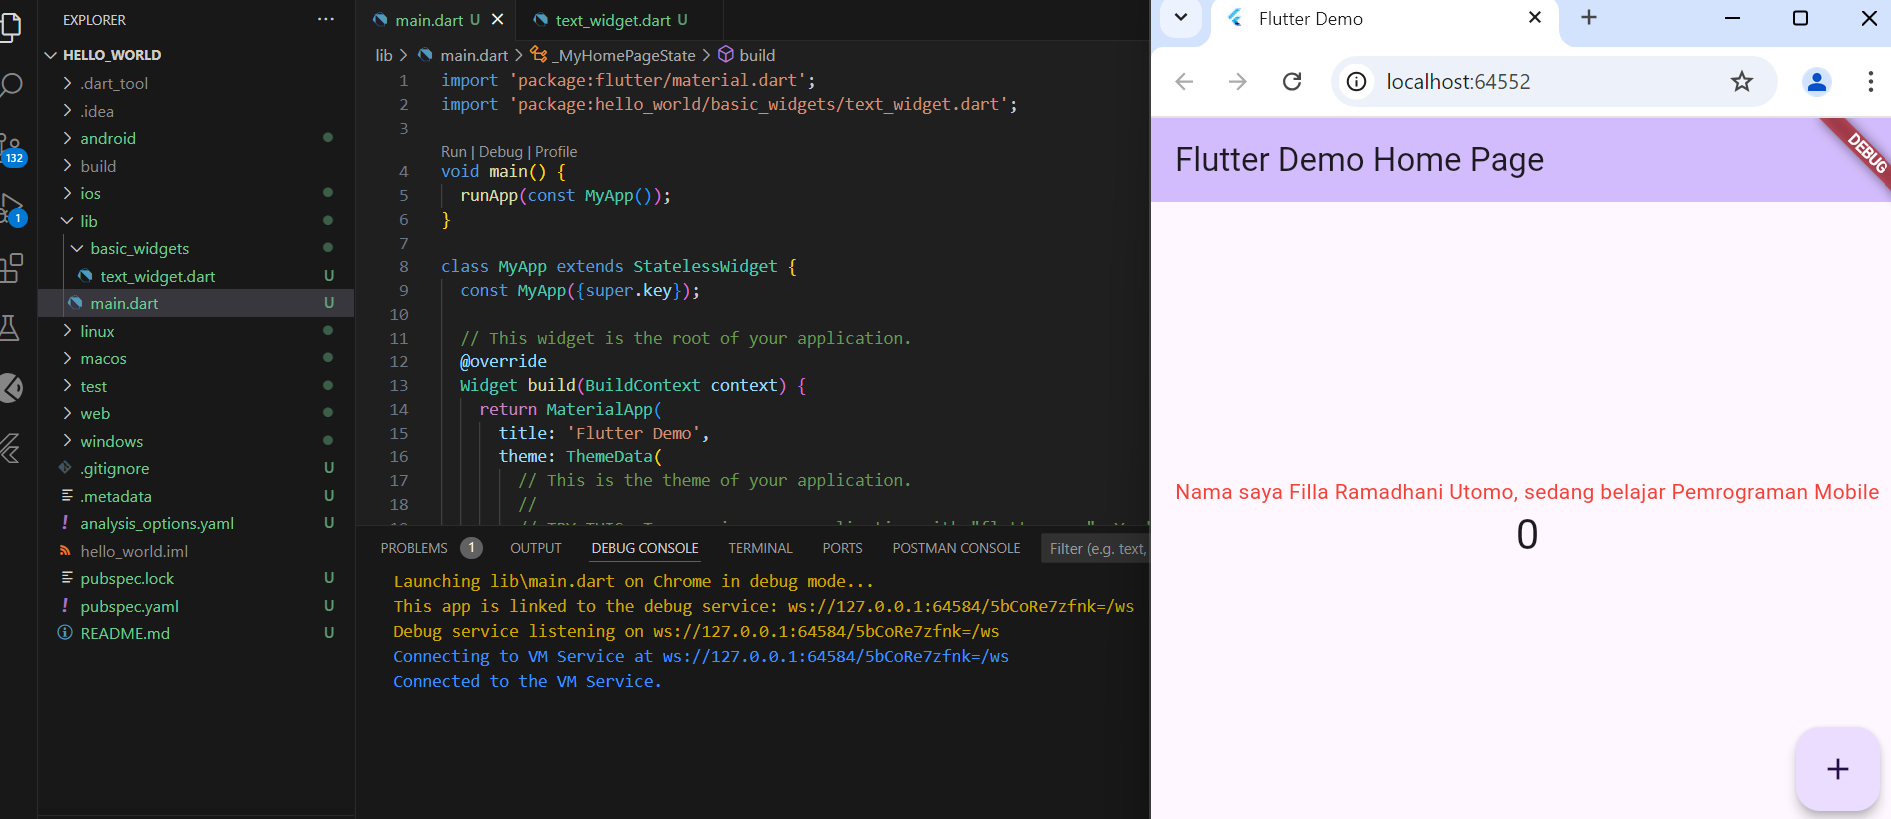 EXPLORER
HELLO_WORLD
.dart_tool
.idea
android
build
ios
lib
basic_widgets
text_widget.dart U
main.dart U
linux
macos
test
web
windows
.gitignore U
.metadata U
analysis_options.yaml U
hello_world.iml
pubspec.lock U
pubspec.yaml U
README.md U
132
1
main.dart U
text_widget.dart U
lib > main.dart > _MyHomePageState > build
1 import 'package:flutter/material.dart';
2 import 'package:hello_world/basic_widgets/text_widget.dart';
3
Run | Debug | Profile
4 void main() {
5 runApp(const MyApp());
6 }
7
8 class MyApp extends StatelessWidget {
9 const MyApp({super.key});
10
11 // This widget is the root of your application.
12 @override
13 Widget build(BuildContext context) {
14 return MaterialApp(
15 title: 'Flutter Demo',
16 theme: ThemeData(
17 // This is the theme of your application.
18 //
PROBLEMS 1 OUTPUT DEBUG CONSOLE TERMINAL PORTS POSTMAN CONSOLE Filter (e.g. text,
Launching lib\main.dart on Chrome in debug mode...
This app is linked to the debug service: ws://127.0.0.1:64584/5bCoRe7zfnk=/ws
Debug service listening on ws://127.0.0.1:64584/5bCoRe7zfnk=/ws
Connecting to VM Service at ws://127.0.0.1:64584/5bCoRe7zfnk=/ws
Connected to the VM Service.
Flutter Demo
localhost:64552
Flutter Demo Home Page
DEBUG
Nama saya Filla Ramadhani Utomo, sedang belajar Pemrograman Mobile
0